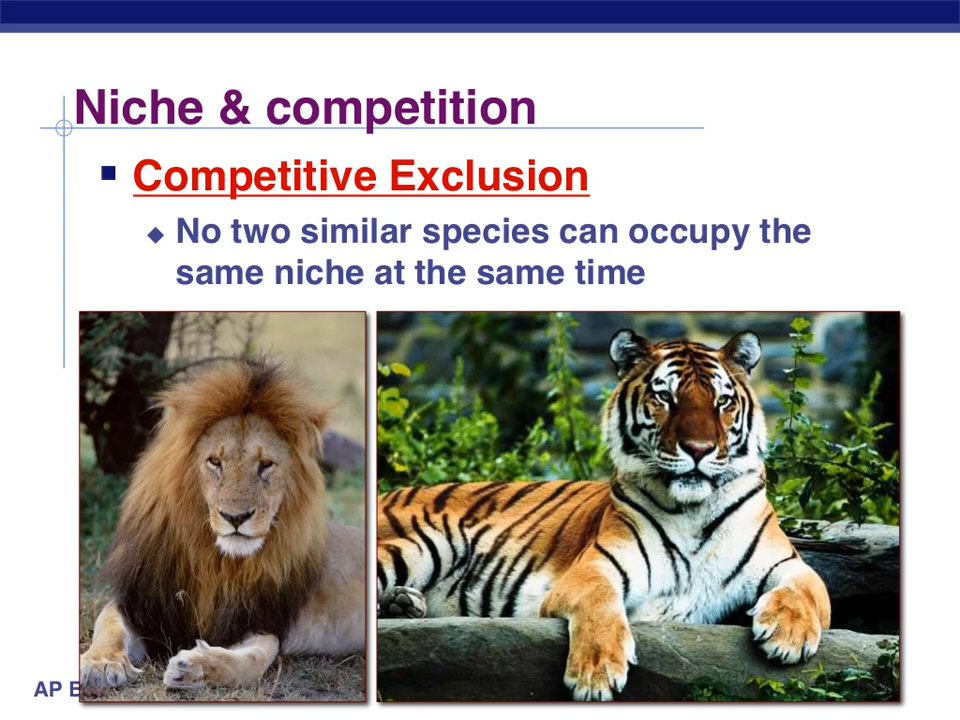 Niche & competition
Competitive Exclusion
No two similar species can occupy the
same niche at the same time
AP B